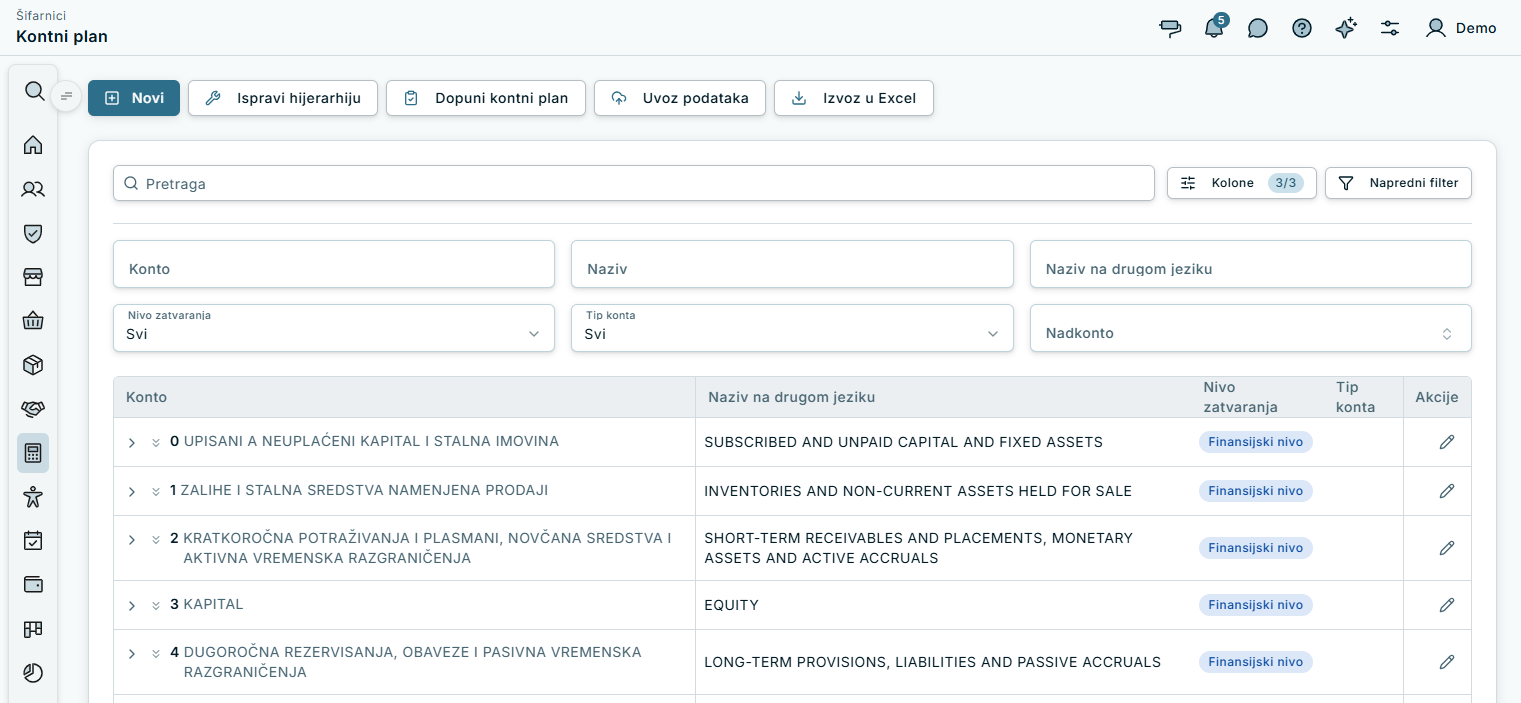 Šifarnici
Kontni plan
5
Demo
Novi
Ispravi hijerarhiju
Dopuni kontni plan
Uvoz podataka
Izvoz u Excel
Pretraga
Kolone 3/3
Napredni filter
Konto
Naziv
Naziv na drugom jeziku
Nivo zatvaranja
Svi
Tip konta
Svi
Nadkonto
Konto
Naziv na drugom jeziku
Nivo
zatvaranja
Tip
konta
Akcije
0 UPISANI A NEUPLAĆENI KAPITAL I STALNA IMOVINA
SUBSCRIBED AND UNPAID CAPITAL AND FIXED ASSETS
Finansijski nivo
1 ZALIHE I STALNA SREDSTVA NAMENJENA PRODAJI
INVENTORIES AND NON-CURRENT ASSETS HELD FOR SALE
Finansijski nivo
2 KRATKOROČNA POTRAŽIVANJA I PLASMANI, NOVČANA SREDSTVA I
AKTIVNA VREMENSKA RAZGRANIČENJA
SHORT-TERM RECEIVABLES AND PLACEMENTS, MONETARY
ASSETS AND ACTIVE ACCRUALS
Finansijski nivo
3 KAPITAL
EQUITY
Finansijski nivo
4 DUGOROČNA REZERVISANJA, OBAVEZE I PASIVNA VREMENSKA
RAZGRANIČENJA
LONG-TERM PROVISIONS, LIABILITIES AND PASSIVE ACCRUALS
Finansijski nivo